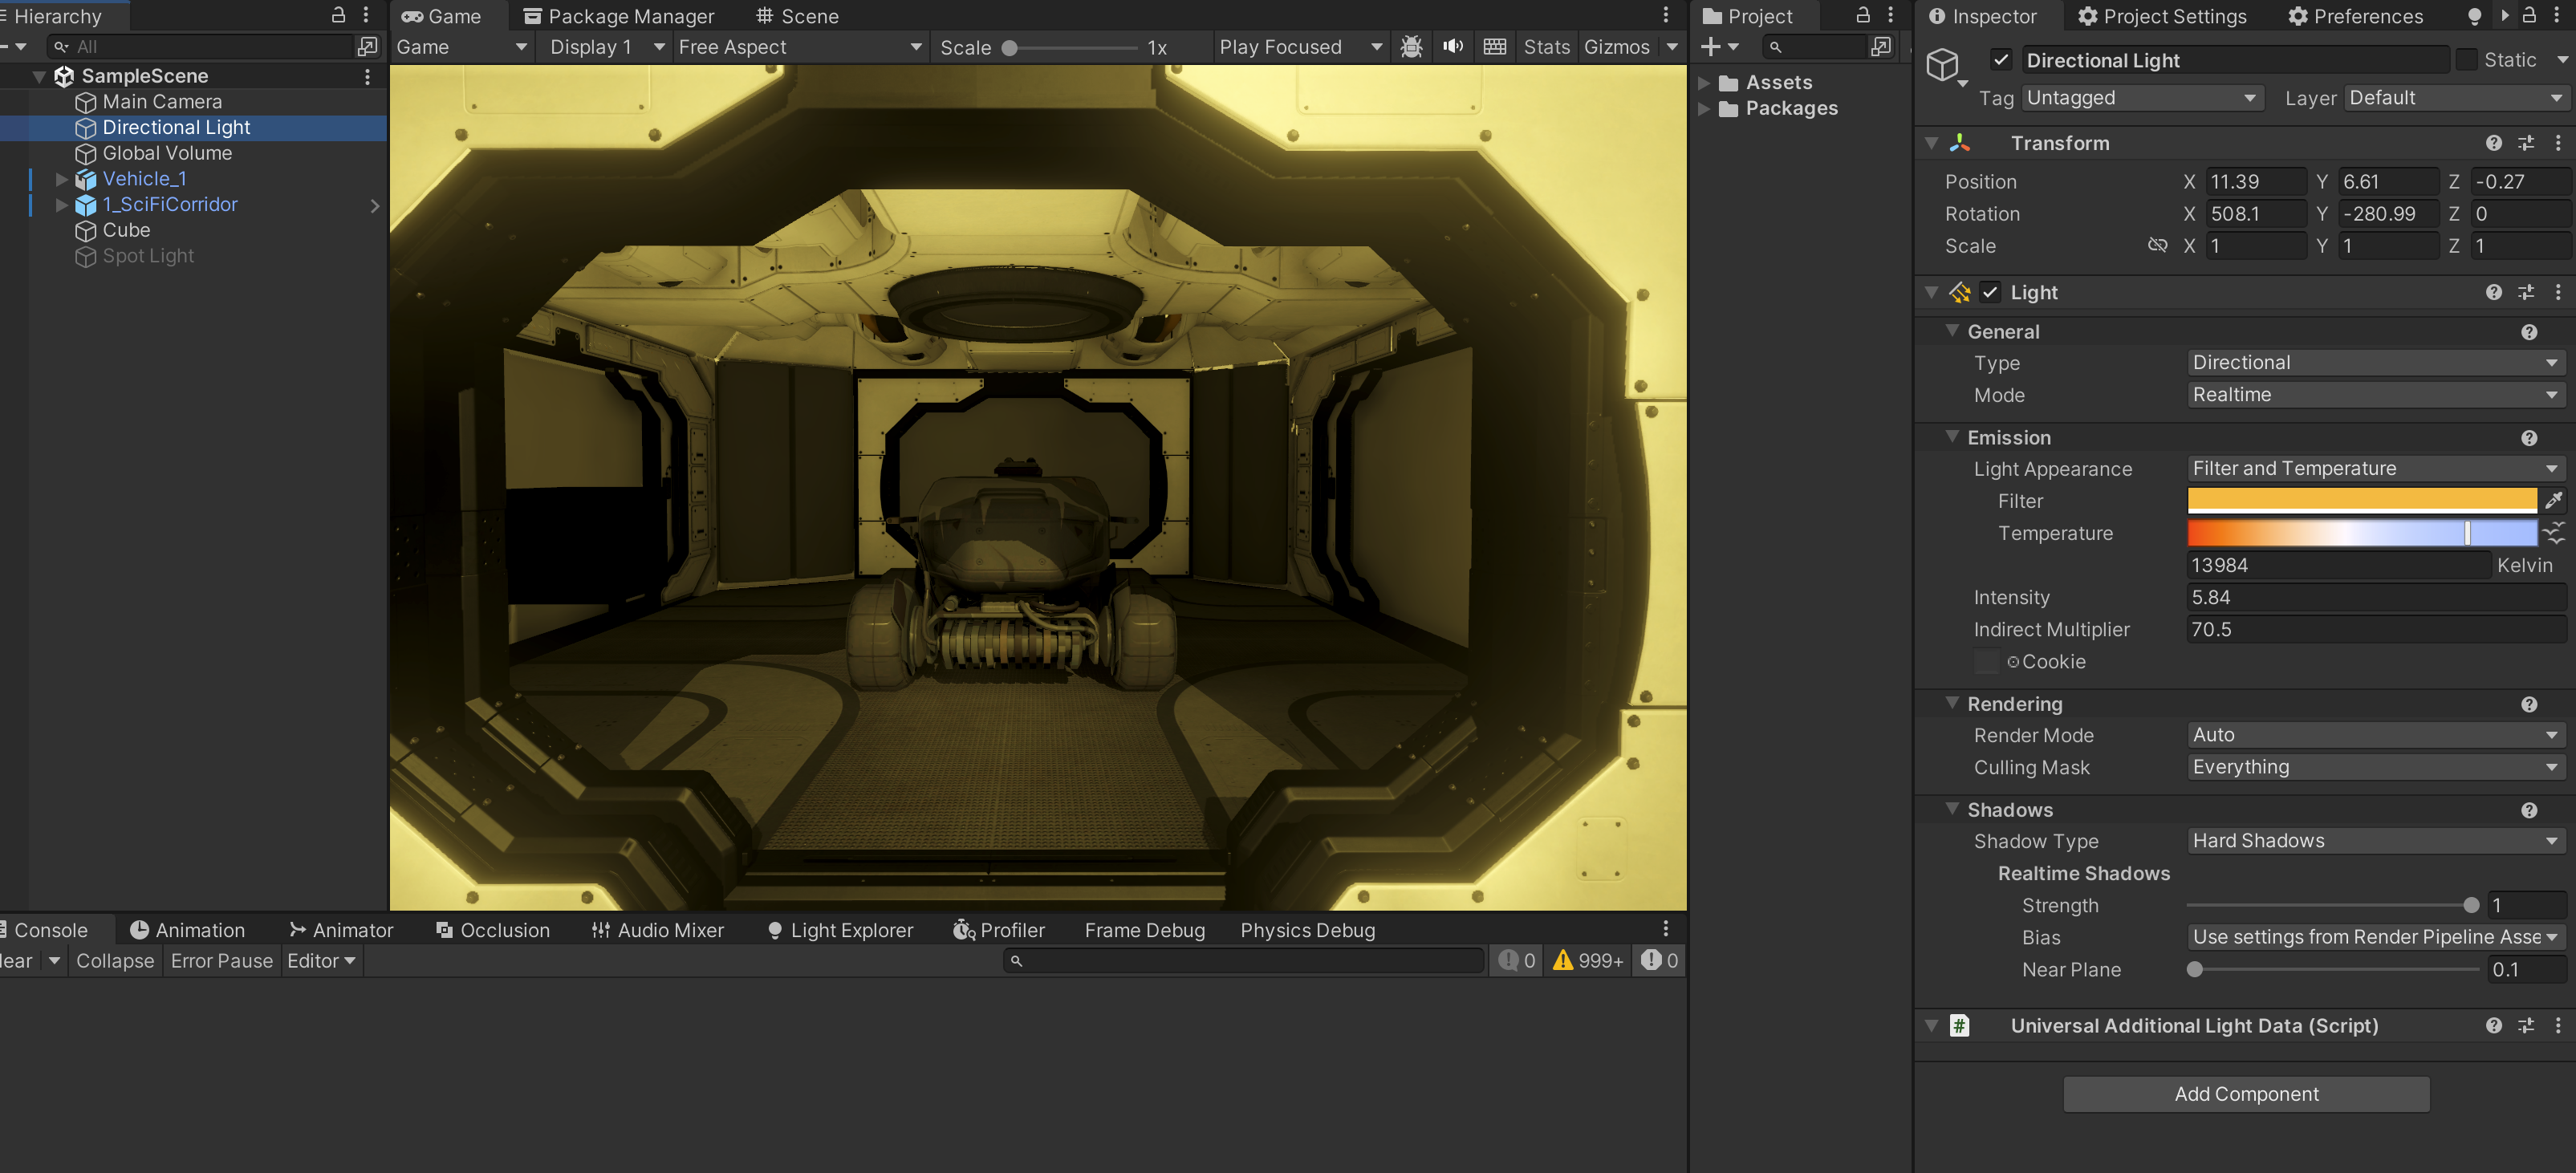 Hierarchy
All
SampleScene
Main Camera
Directional Light
Global Volume
Vehicle_1
1_SciFiCorridor
Cube
Spot Light
Game Package Manager Scene
Game Display 1 Free Aspect Scale 1x Play Focused Stats Gizmos
Project
Assets
Packages
Inspector Project Settings Preferences
Directional Light Static
Tag Untagged Layer Default
Transform
Position X 11.39 Y 6.61 Z -0.27
Rotation X 508.1 Y -280.99 Z 0
Scale X 1 Y 1 Z 1
Light
General
Type Directional
Mode Realtime
Emission
Light Appearance Filter and Temperature
Filter
Temperature
13984 Kelvin
Intensity 5.84
Indirect Multiplier 70.5
Cookie
Rendering
Render Mode Auto
Culling Mask Everything
Shadows
Shadow Type Hard Shadows
Realtime Shadows
Strength 1
Bias Use settings from Render Pipeline Asse
Near Plane 0.1
# Universal Additional Light Data (Script)
Add Component
Console Animation Animator Occlusion Audio Mixer Light Explorer Profiler Frame Debug Physics Debug
lear Collapse Error Pause Editor 0 999+ 0